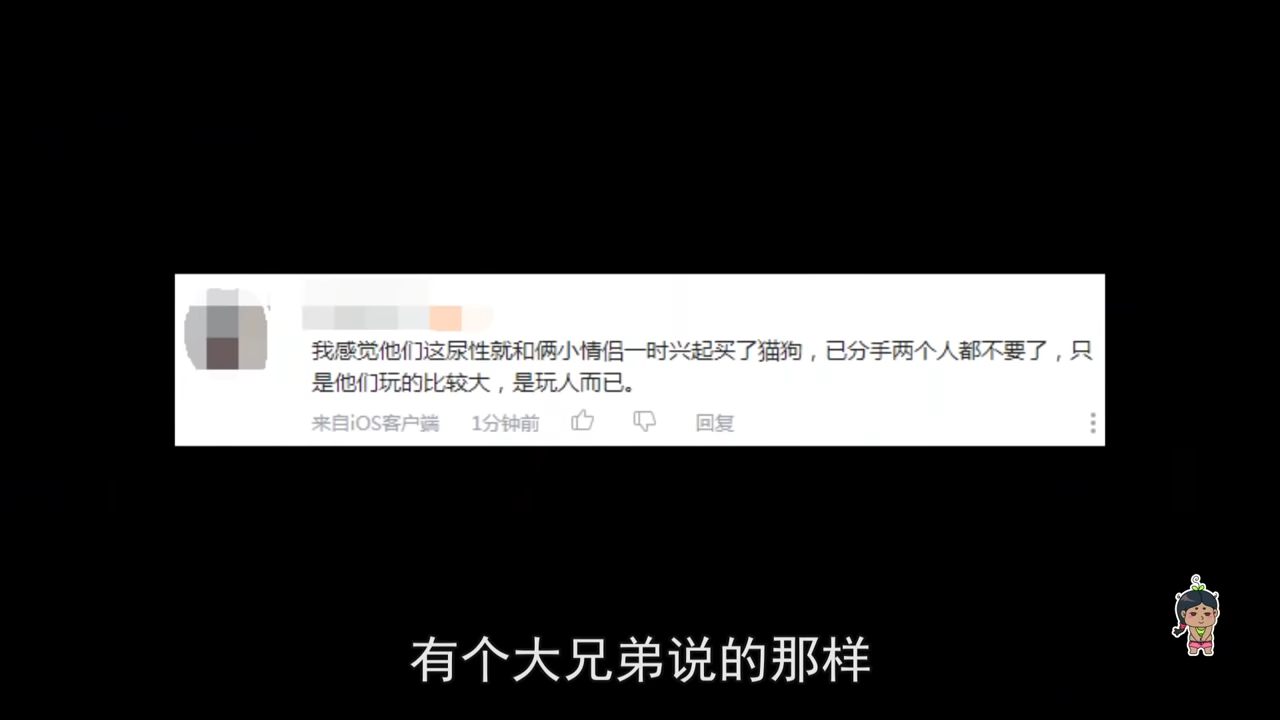 我感觉他们这尿性就和俩小情侣一时兴起买了猫狗，已分手两个人都不要了，只
是他们玩的比较大，是玩人而已。
来自iOS客户端 1分钟前 回复
有个大兄弟说的那样